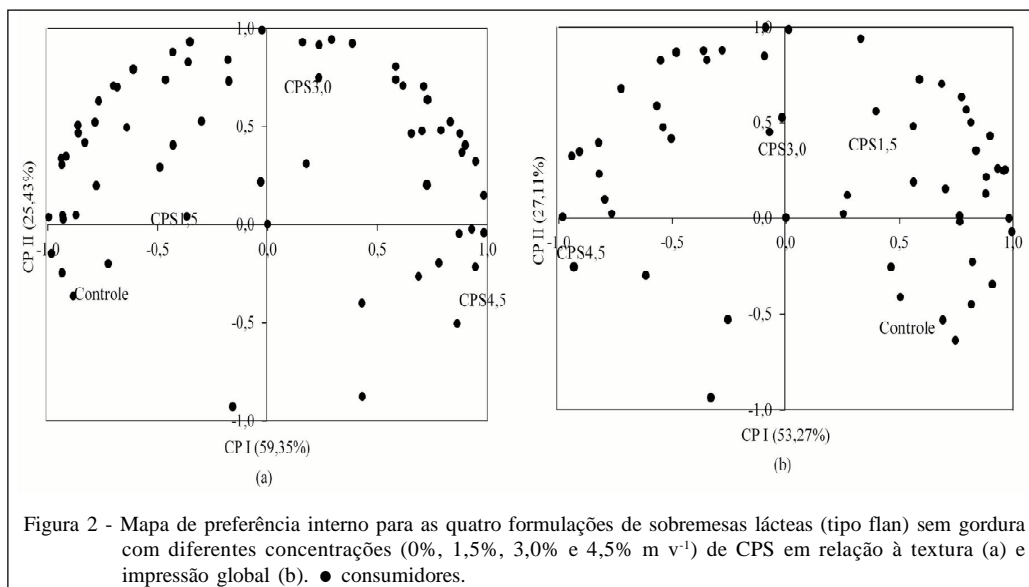 1,0
CPS3,0
0,5
CP II (25,43%)
CPS1,5
-1,0
-0,5
0,0
0,0
0,5
1,0
Controle
CPS4,5
-0,5
-1,0
CP I (59,35%)
(a)
1,0
CPS1,5
0,5
CPS3,0
CP II (27,11%)
-1,0
-0,5
0,0
0,0
0,5
1,0
CPS4,5
-0,5
Controle
-1,0
CP I (53,27%)
(b)
Figura 2 - Mapa de preferência interno para as quatro formulações de sobremesas lácteas (tipo flan) sem gordura
com diferentes concentrações (0%, 1,5%, 3,0% e 4,5% m v-1) de CPS em relação à textura (a) e
impressão global (b). ● consumidores.